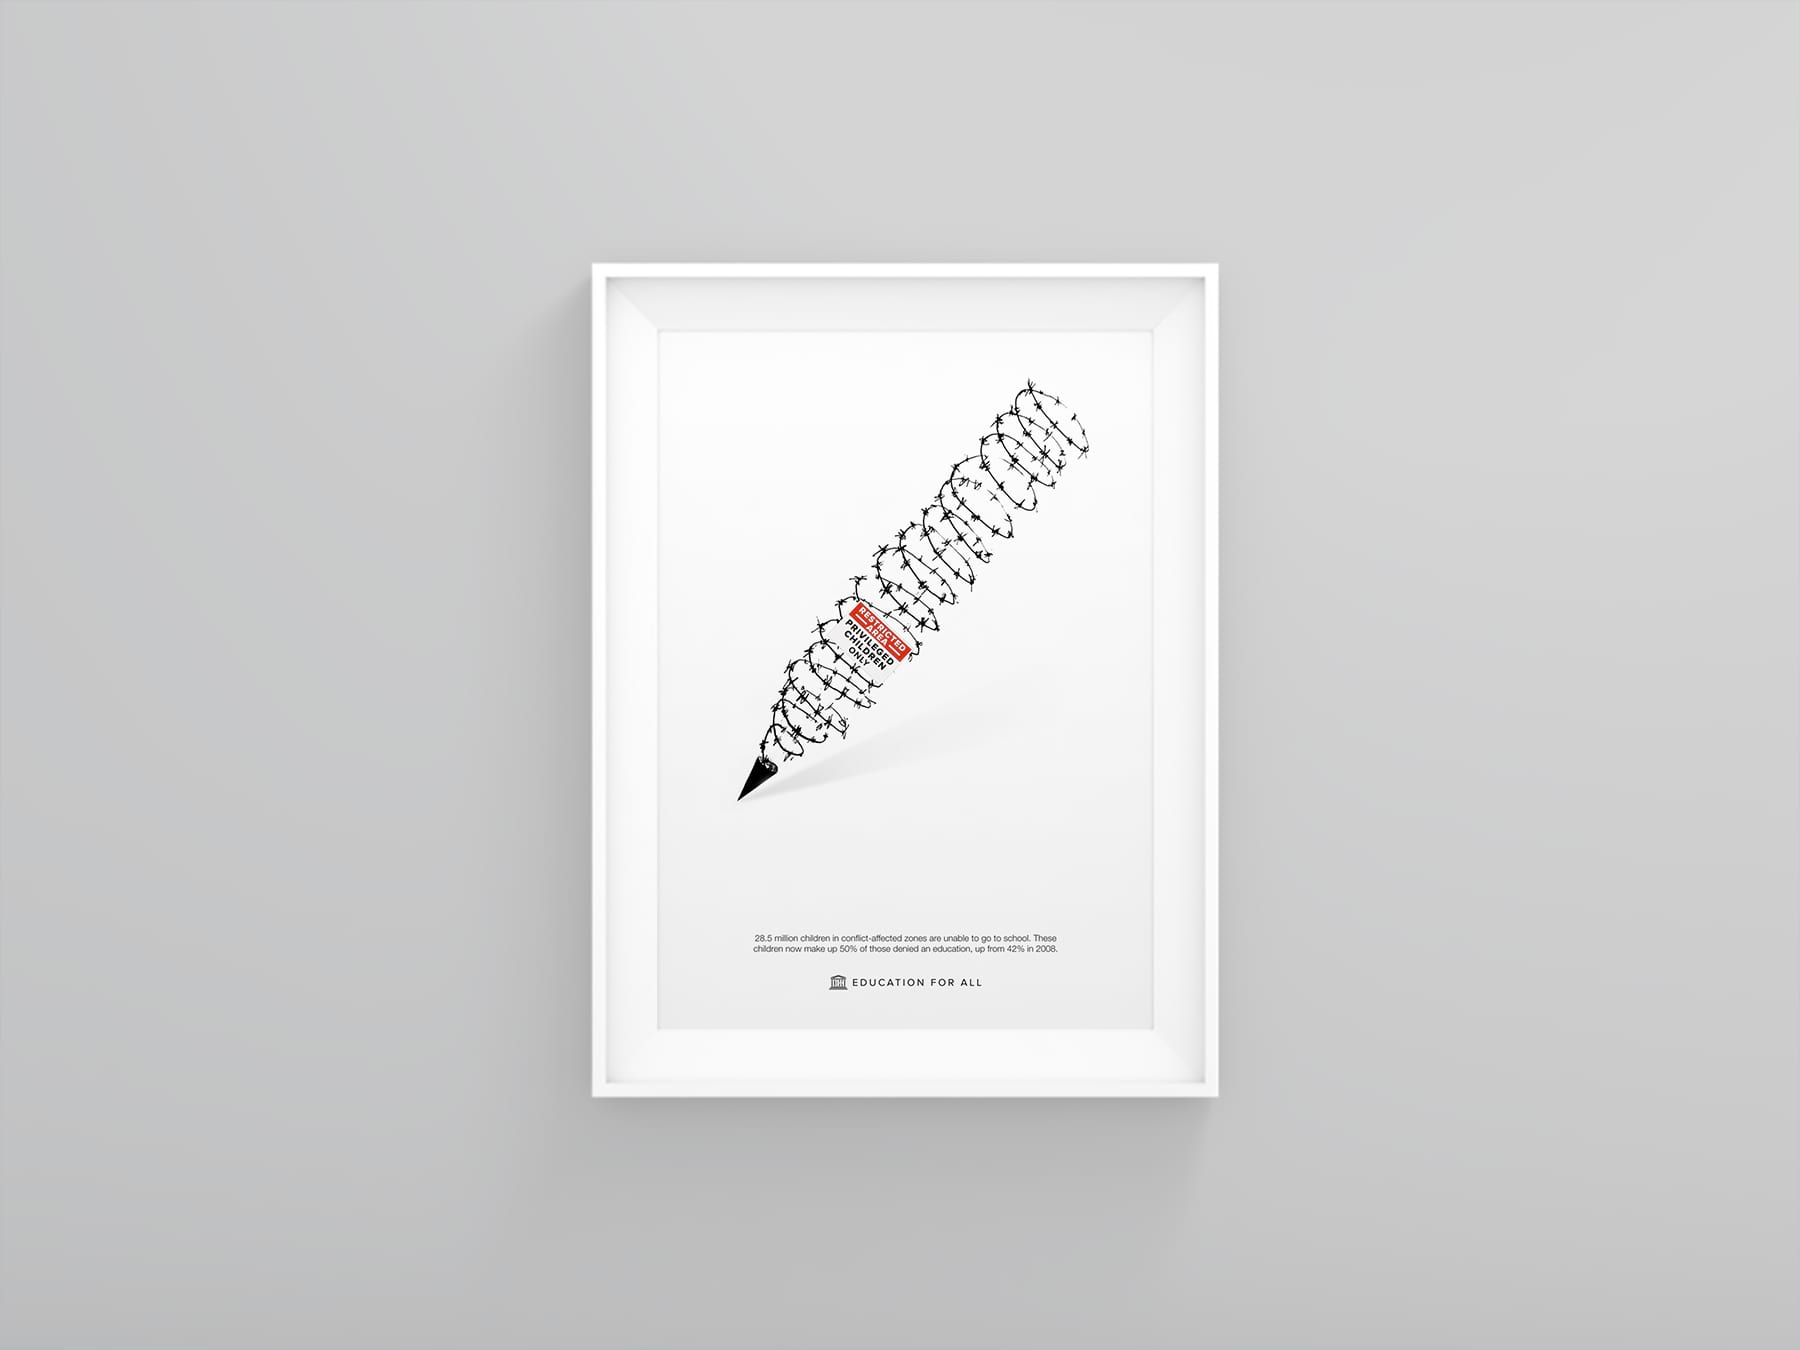 RESTRICTED
AREA
PRIVILEGED
CHILDREN
ONLY
28.5 million children in conflict-affected zones are unable to go to school. These
children now make up 50% of those denied an education, up from 42% in 2008.
EDUCATION FOR ALL